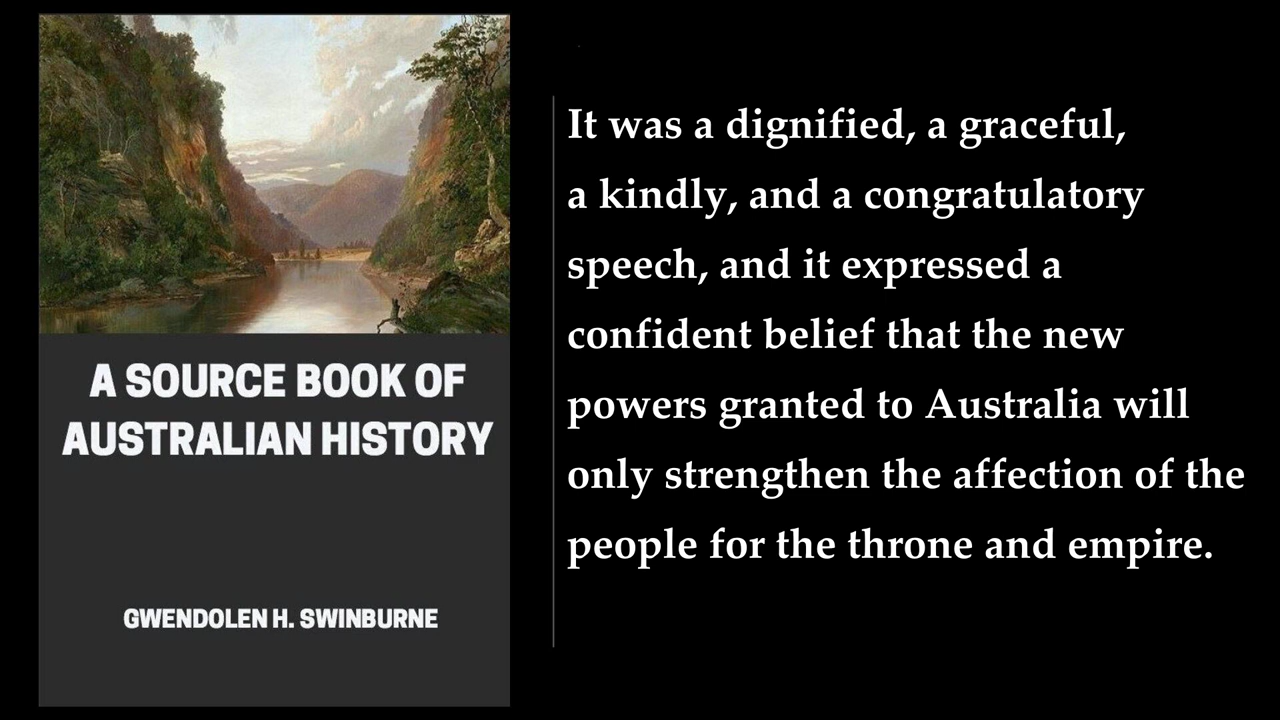 A SOURCE BOOK OF
AUSTRALIAN HISTORY
GWENDOLEN H. SWINBURNE
It was a dignified, a graceful,
a kindly, and a congratulatory
speech, and it expressed a
confident belief that the new
powers granted to Australia will
only strengthen the affection of the
people for the throne and empire.